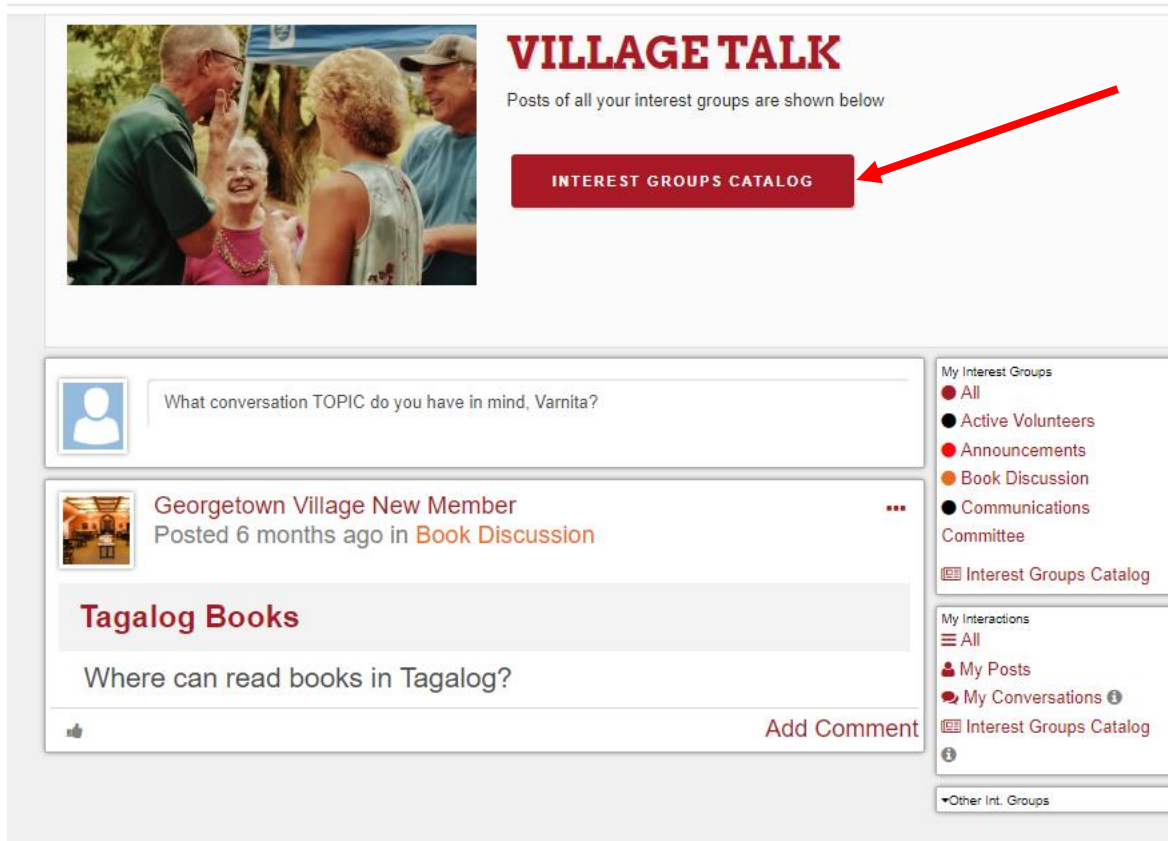 VILLAGE TALK
Posts of all your interest groups are shown below
INTEREST GROUPS CATALOG
What conversation TOPIC do you have in mind, Varnita?
Georgetown Village New Member
Posted 6 months ago in Book Discussion
Tagalog Books
Where can read books in Tagalog?
Add Comment
My Interest Groups
All
Active Volunteers
Announcements
Book Discussion
Communications
Committee
Interest Groups Catalog
My Interactions
All
My Posts
My Conversations
Interest Groups Catalog
Other Int. Groups